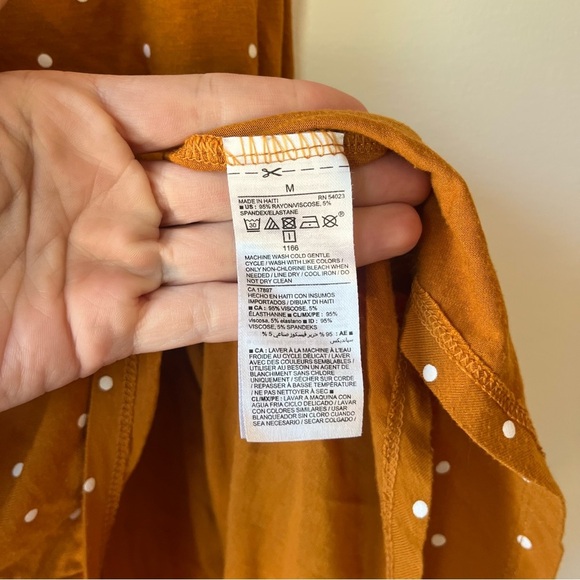 M
MADE IN HAITI RN 54023
■ US: 95% RAYON/VISCOSE, 5%
SPANDEX/ELASTANE
30
1166
MACHINE WASH COLD GENTLE
CYCLE / WASH WITH LIKE COLORS /
ONLY NON-CHLORINE BLEACH WHEN
NEEDED / LINE DRY / COOL IRON / DO
NOT DRY CLEAN
CA 17897
HECHO EN HAITI CON INSUMOS
IMPORTADOS / DIBUAT DI HAITI
■ CA: 95% VISCOSE, 5%
ÉLASTHANNE ■ CL/MX/PE: 95%
viscosa, 5% elastano ■ ID: 95%
VISCOSE, 5% SPANDEKS
■ CA : LAVER À LA MACHINE À L'EAU
FROIDE AU CYCLE DÉLICAT / LAVER
AVEC DES COULEURS SEMBLABLES /
AU BESOIN UN AGENT DE
BLANCHIMENT SANS CHLORE
UNIQUEMENT / SÉCHER SUR CORDE
/ REPASSER À BASSE TEMPÉRATURE
/ NE PAS NETTOYER À SEC ■
CL/MX/PE: LAVAR A MAQUINA CON
AGUA FRIA CICLO DELICADO / LAVAR
CON COLORES SIMILARES / USAR
BLANQUEADOR SIN CLORO CUANDO
SEA NECESARIO / SECAR COLGADO /